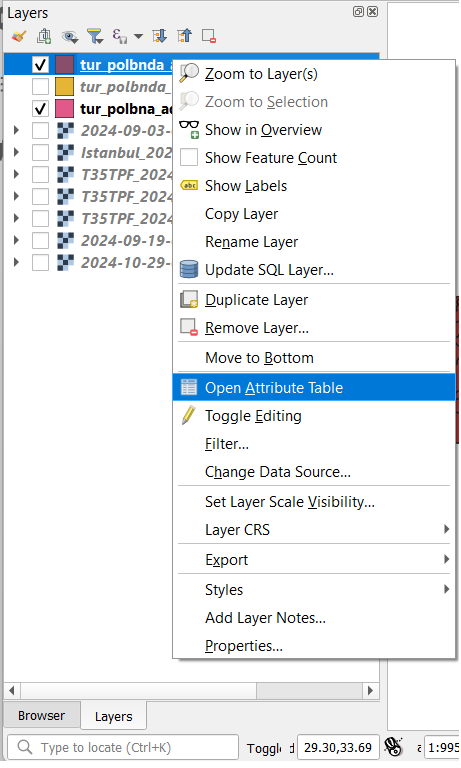 Layers
tur_polbnda_a
tur_polbnda_
tur_polbna_ad
2024-09-03-
Istanbul_202
T35TPF_2024
T35TPF_2024
T35TPF_2024
2024-09-19-
2024-10-29-
Zoom to Layer(s)
Zoom to Selection
Show in Overview
Show Feature Count
abc Show Labels
Copy Layer
Rename Layer
Update SQL Layer...
Duplicate Layer
Remove Layer...
Move to Bottom
Open Attribute Table
Toggle Editing
Filter...
Change Data Source...
Set Layer Scale Visibility...
Layer CRS
Export
Styles
Add Layer Notes...
Properties...
Browser Layers
Type to locate (Ctrl+K) Toggle 29.30,33.69 1:995